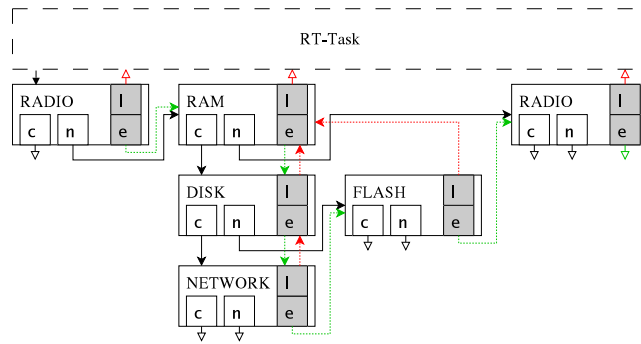 RT-Task
RADIO l
c n e
RAM l
c n e
RADIO l
c n e
DISK l
c n e
FLASH l
c n e
NETWORK l
c n e